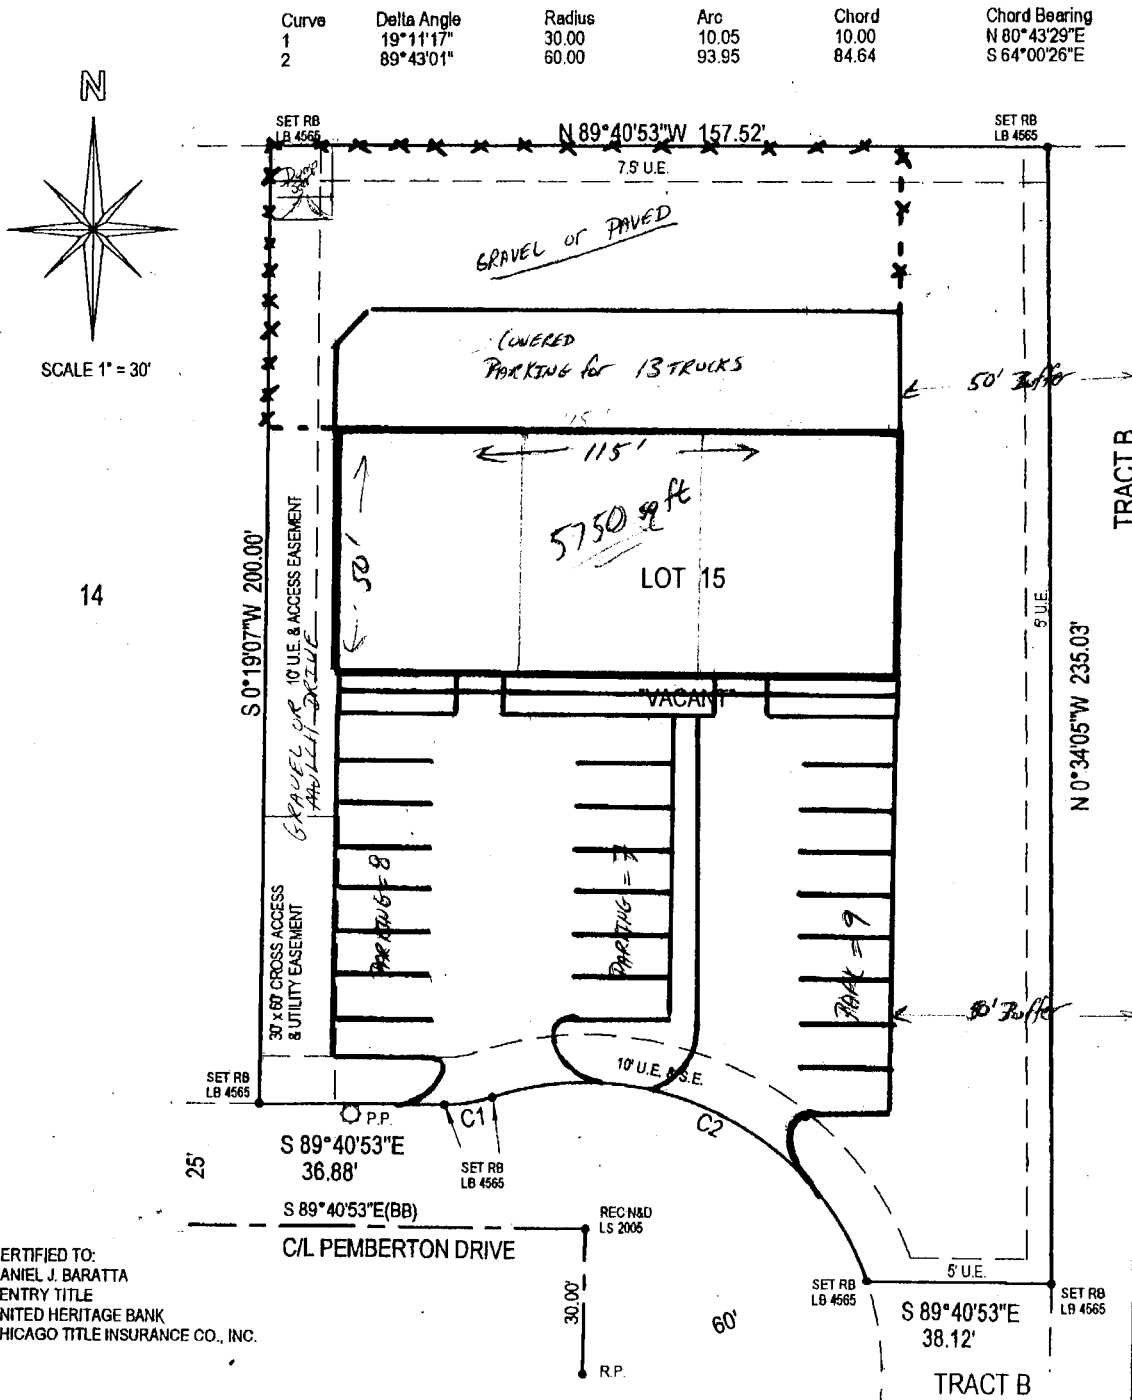 Curve Delta Angle Radius Arc Chord Chord Bearing
1 19°11'17" 30.00 10.05 10.00 N 80°43'29"E
2 89°43'01" 60.00 93.95 84.64 S 64°00'26"E
N
SCALE 1" = 30'
SET RB
LB 4565
N 89°40'53"W 157.52'
SET RB
LB 4565
7.5' U.E.
GRAVEL or PAVED
COVERED
PARKING for 13 TRUCKS
50' Buffer
TRACT B
115'
50'
5750 sq ft
LOT 15
14
S 0°19'07"W 200.00'
10' U.E. & ACCESS EASEMENT
GRAVEL OR
MULCH DRIVE
5' U.E.
N 0°34'05"W 235.03'
"VACANT"
PARKING = 8
PARKING = 7
PARK = 9
30' x 60' CROSS ACCESS
& UTILITY EASEMENT
Buffer
10' U.E. & S.E.
SET RB
LB 4565
P.P.
C1
C2
S 89°40'53"E
36.88'
SET RB
LB 4565
25'
S 89°40'53"E(BB)
REC N&D
LS 2005
C/L PEMBERTON DRIVE
30.00'
R.P.
60'
5' U.E.
SET RB
LB 4565
SET RB
LB 4565
S 89°40'53"E
38.12'
TRACT B
ERTIFIED TO:
ANIEL J. BARATTA
ENTRY TITLE
NITED HERITAGE BANK
HICAGO TITLE INSURANCE CO., INC.